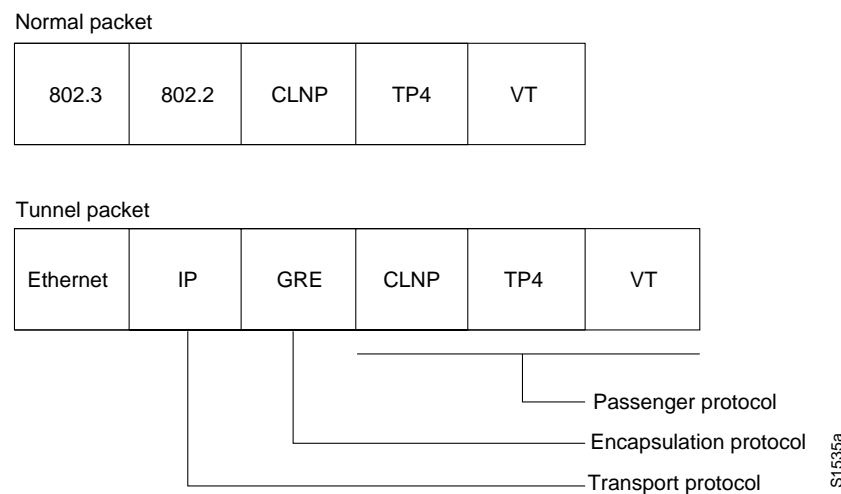 Normal packet
802.3 802.2 CLNP TP4 VT
Tunnel packet
Ethernet IP GRE CLNP TP4 VT
Passenger protocol
Encapsulation protocol
Transport protocol
S1535a